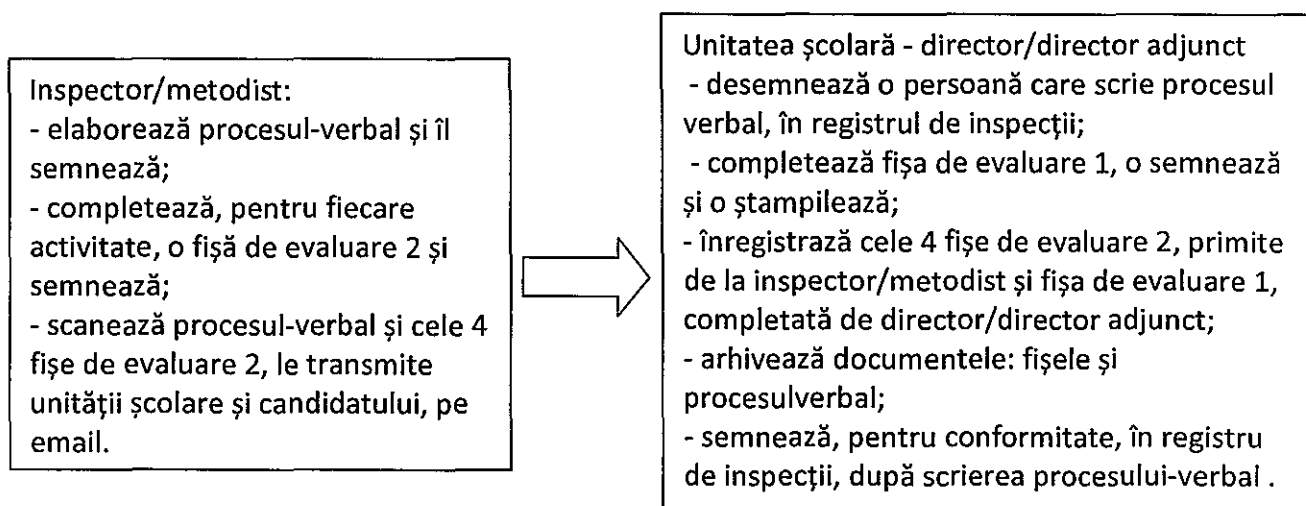 Inspector/metodist:
- elaborează procesul-verbal și îl
semnează;
- completează, pentru fiecare
activitate, o fișă de evaluare 2 și
semnează;
- scanează procesul-verbal și cele 4
fișe de evaluare 2, le transmite
unității școlare și candidatului, pe
email.
Unitatea școlară - director/director adjunct
- desemnează o persoană care scrie procesul
verbal, în registrul de inspecții;
- completează fișa de evaluare 1, o semnează
și o ștampilează;
- înregistrază cele 4 fișe de evaluare 2, primite
de la inspector/metodist și fișa de evaluare 1,
completată de director/director adjunct;
- arhivează documentele: fișele și
procesulverbal;
- semnează, pentru conformitate, în registru
de inspecții, după scrierea procesului-verbal .